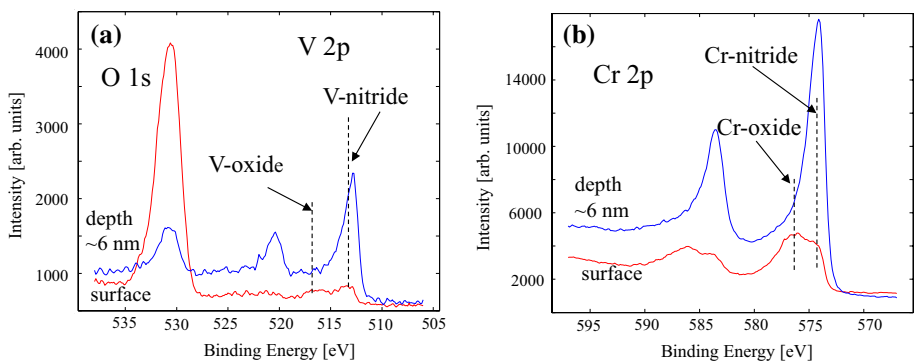 (a)
O 1s
V 2p
V-nitride
V-oxide
depth
~6 nm
surface
Intensity [arb. units]
4000
3000
2000
1000
535
530
525
520
515
510
505
Binding Energy [eV]
(b)
Cr 2p
Cr-nitride
Cr-oxide
depth
~6 nm
surface
Intensity [arb. units]
14000
10000
6000
2000
595
590
585
580
575
570
Binding Energy [eV]